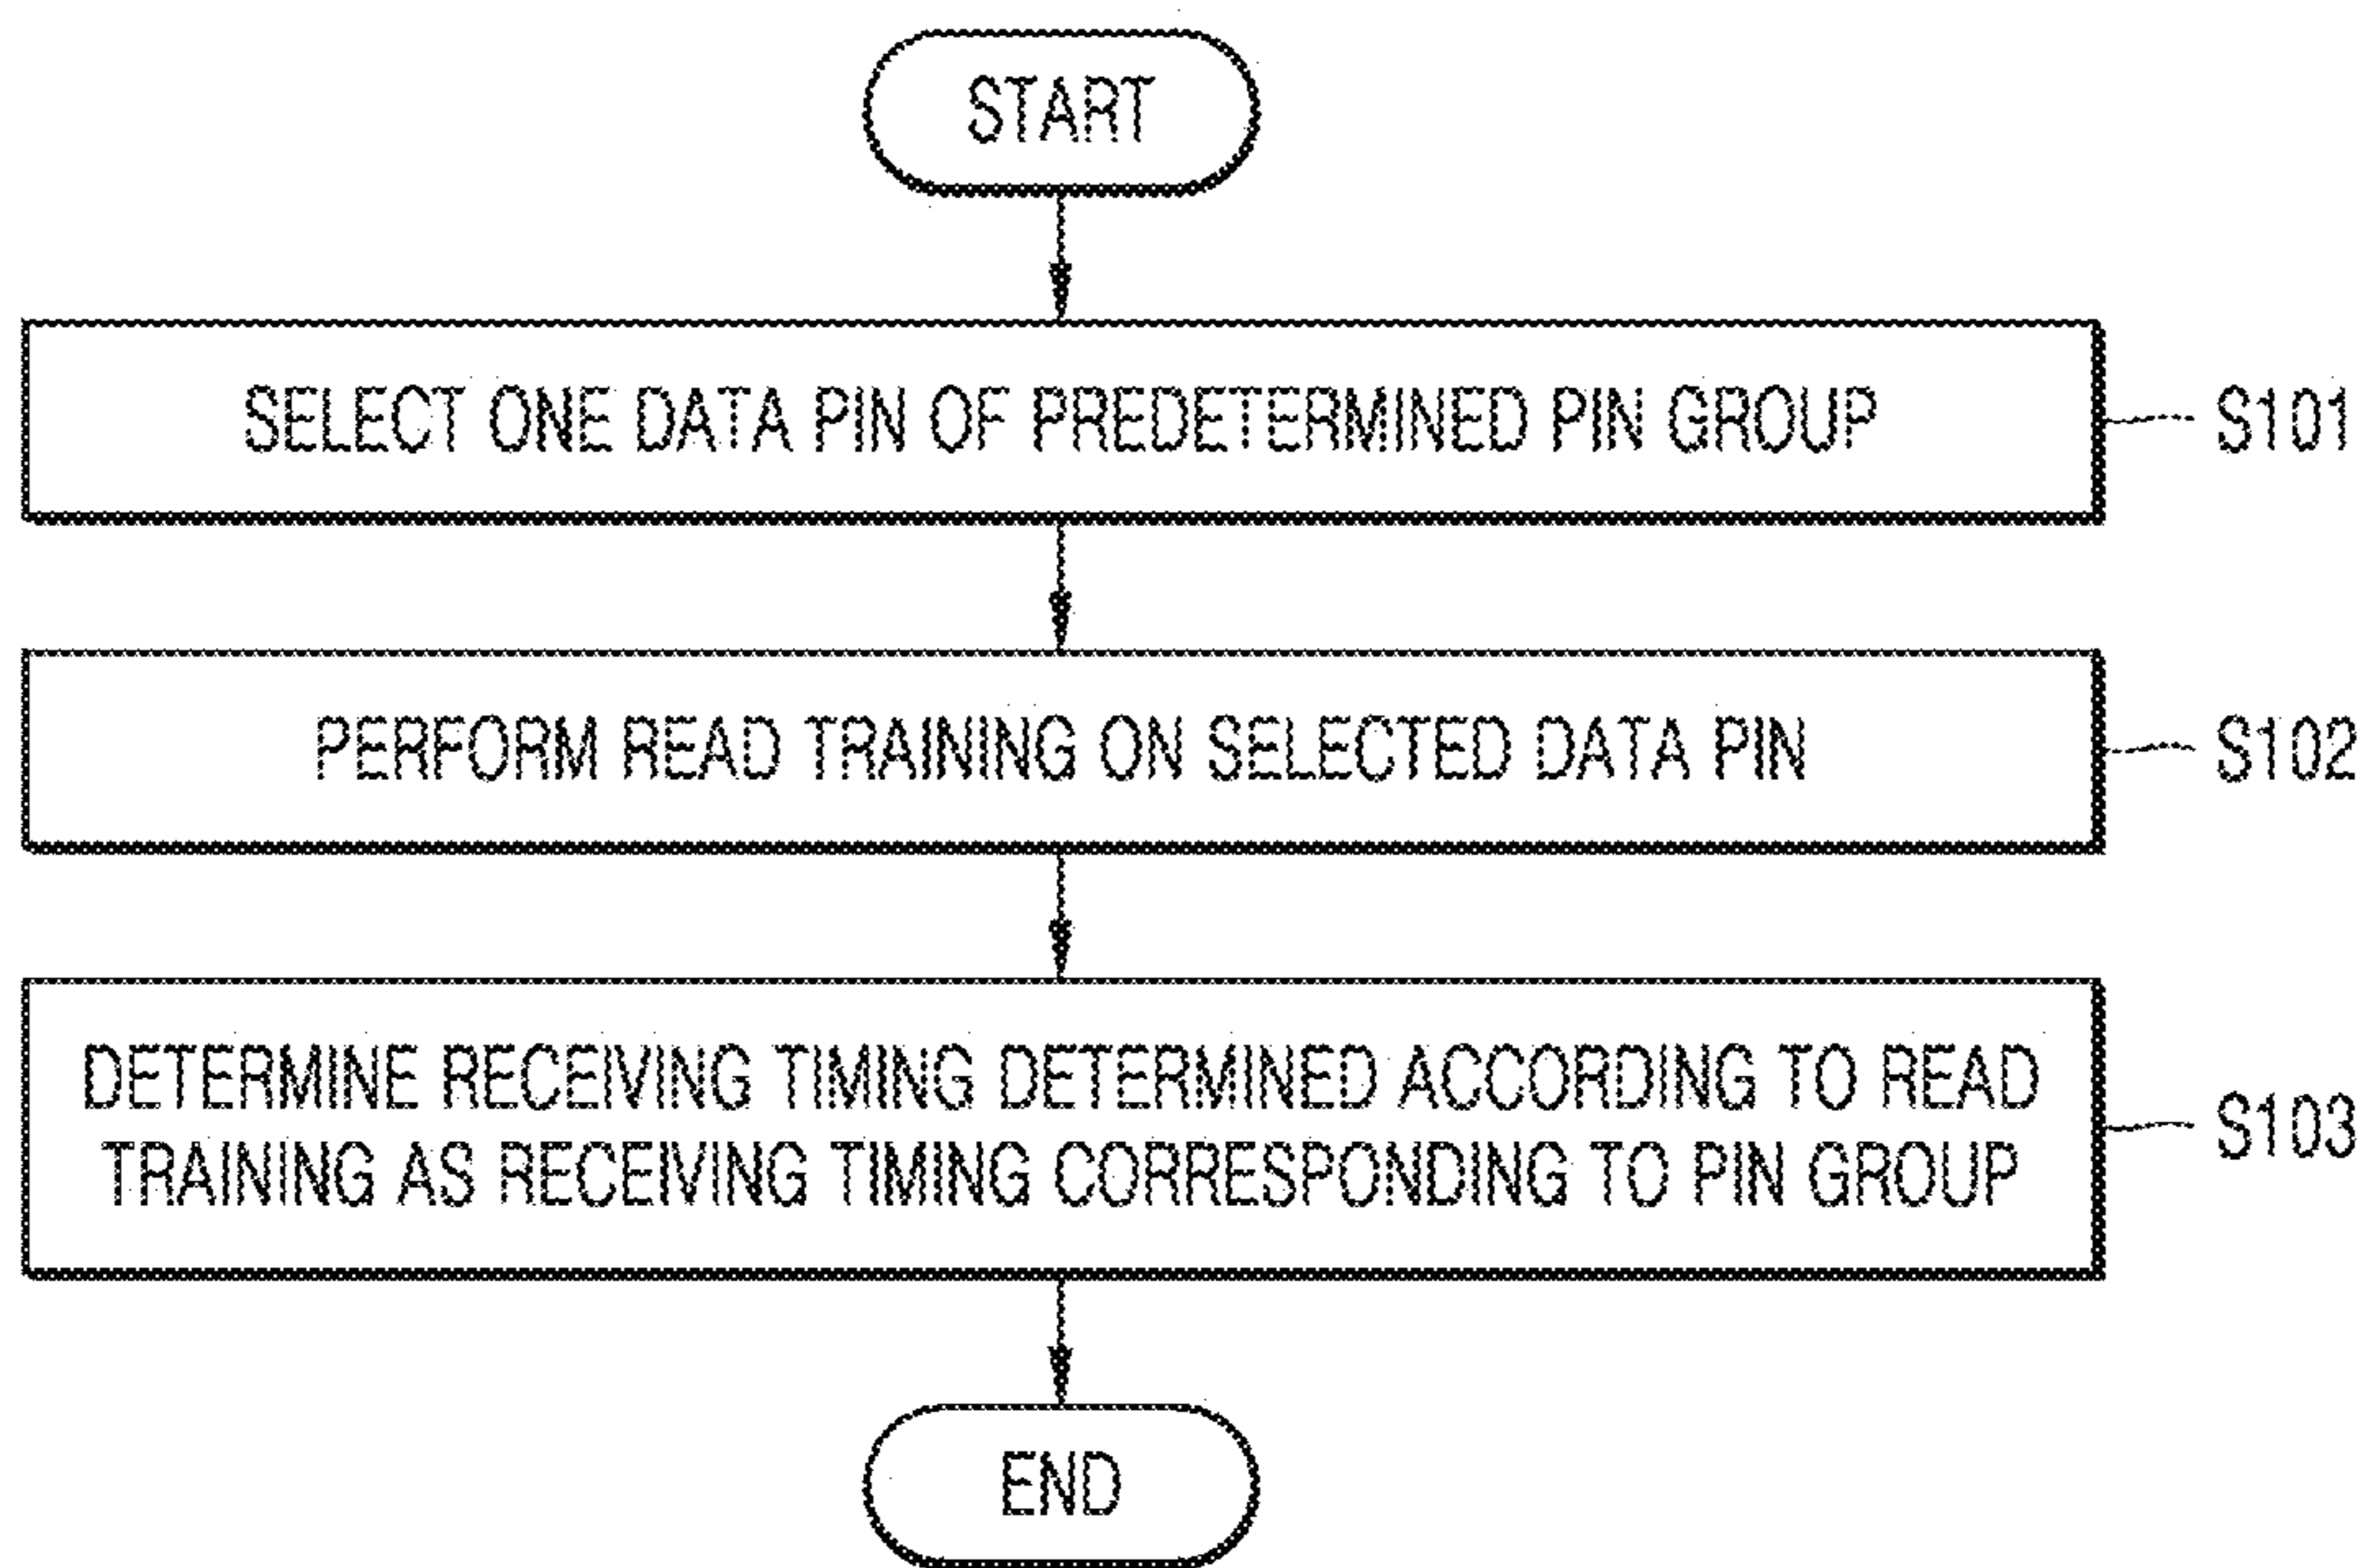 START
SELECT ONE DATA PIN OF PREDETERMINED PIN GROUP
S101
PERFORM READ TRAINING ON SELECTED DATA PIN
S102
DETERMINE RECEIVING TIMING DETERMINED ACCORDING TO READ
TRAINING AS RECEIVING TIMING CORRESPONDING TO PIN GROUP
S103
END